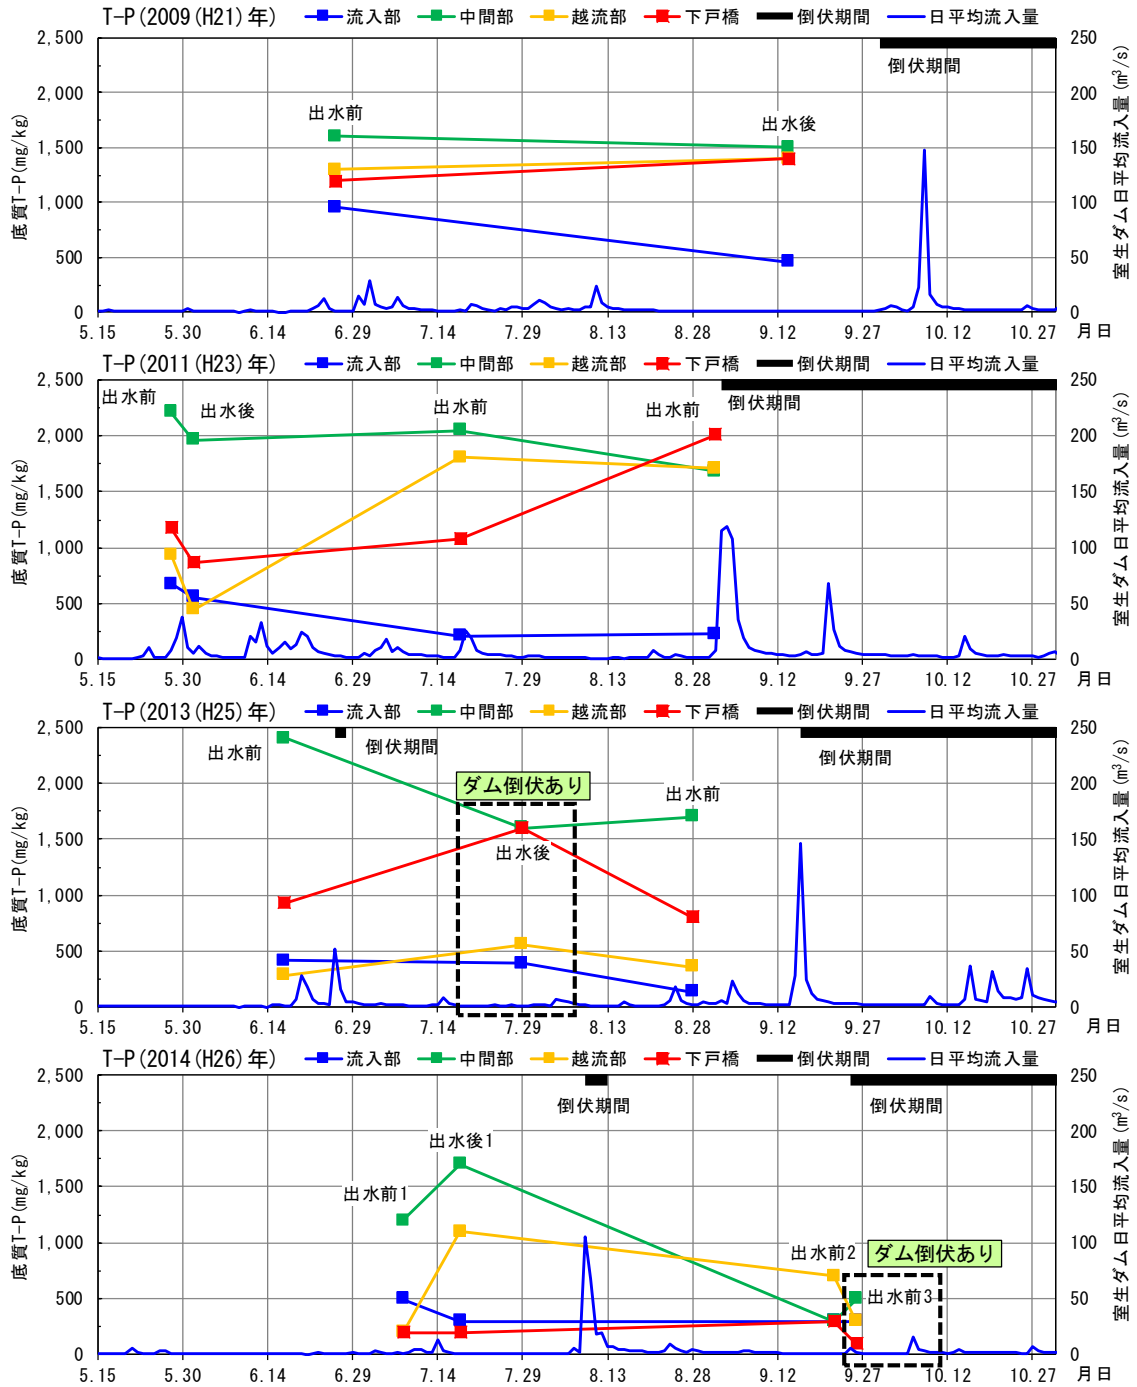 T-P(2009(H21)年) 流入部 中間部 越流部 下戸橋 倒伏期間 日平均流入量
2,500
2,000
1,500
1,000
500
0
底質T-P(mg/kg)
出水前
出水後
倒伏期間
250
200
150
100
50
0
室生ダム日平均流入量(m³/s)
5.15 5.30 6.14 6.29 7.14 7.29 8.13 8.28 9.12 9.27 10.12 10.27 月日
T-P(2011(H23)年) 流入部 中間部 越流部 下戸橋 倒伏期間 日平均流入量
2,500
2,000
1,500
1,000
500
0
底質T-P(mg/kg)
出水前
出水後
出水前
出水前
倒伏期間
250
200
150
100
50
0
室生ダム日平均流入量(m³/s)
5.15 5.30 6.14 6.29 7.14 7.29 8.13 8.28 9.12 9.27 10.12 10.27 月日
T-P(2013(H25)年) 流入部 中間部 越流部 下戸橋 倒伏期間 日平均流入量
2,500
2,000
1,500
1,000
500
0
底質T-P(mg/kg)
出水前
倒伏期間
ダム倒伏あり
出水後
出水前
倒伏期間
250
200
150
100
50
0
室生ダム日平均流入量(m³/s)
5.15 5.30 6.14 6.29 7.14 7.29 8.13 8.28 9.12 9.27 10.12 10.27 月日
T-P(2014(H26)年) 流入部 中間部 越流部 下戸橋 倒伏期間 日平均流入量
2,500
2,000
1,500
1,000
500
0
底質T-P(mg/kg)
出水前1
出水後1
倒伏期間
倒伏期間
出水前2
ダム倒伏あり
出水前3
250
200
150
100
50
0
室生ダム日平均流入量(m³/s)
5.15 5.30 6.14 6.29 7.14 7.29 8.13 8.28 9.12 9.27 10.12 10.27 月日